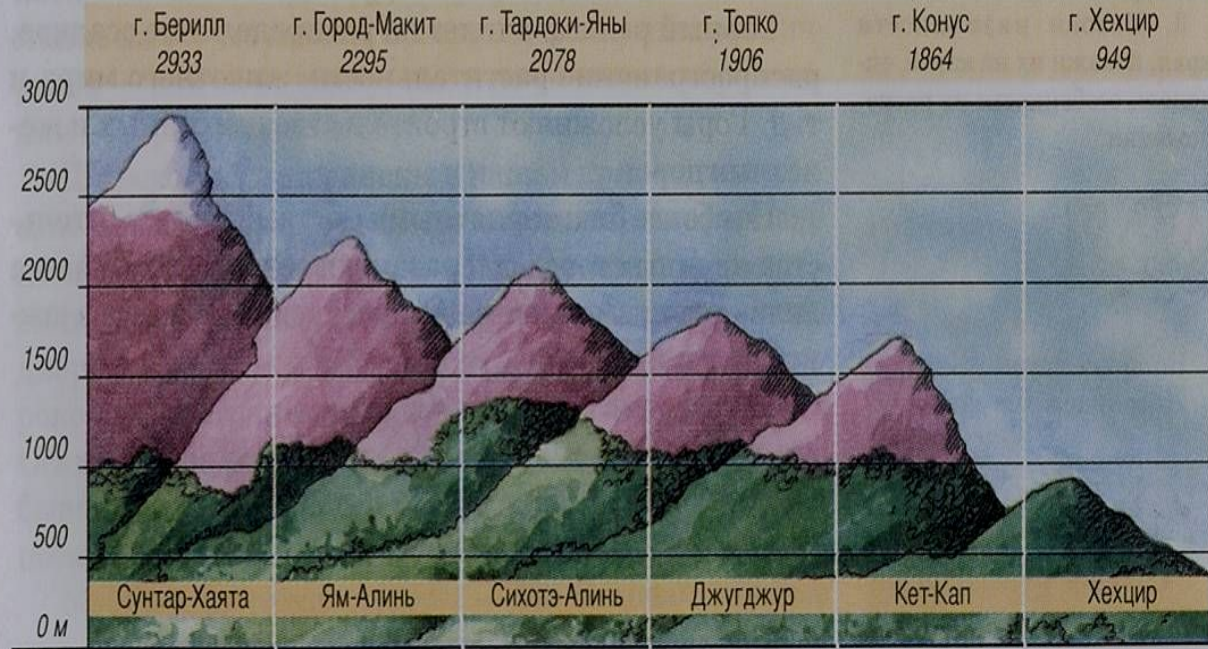 г. Берилл
2933
г. Город-Макит
2295
г. Тардоки-Яны
2078
г. Топко
1906
г. Конус
1864
г. Хехцир
949
3000
2500
2000
1500
1000
500
0 м
Сунтар-Хаята
Ям-Алинь
Сихотэ-Алинь
Джугджур
Кет-Кап
Хехцир